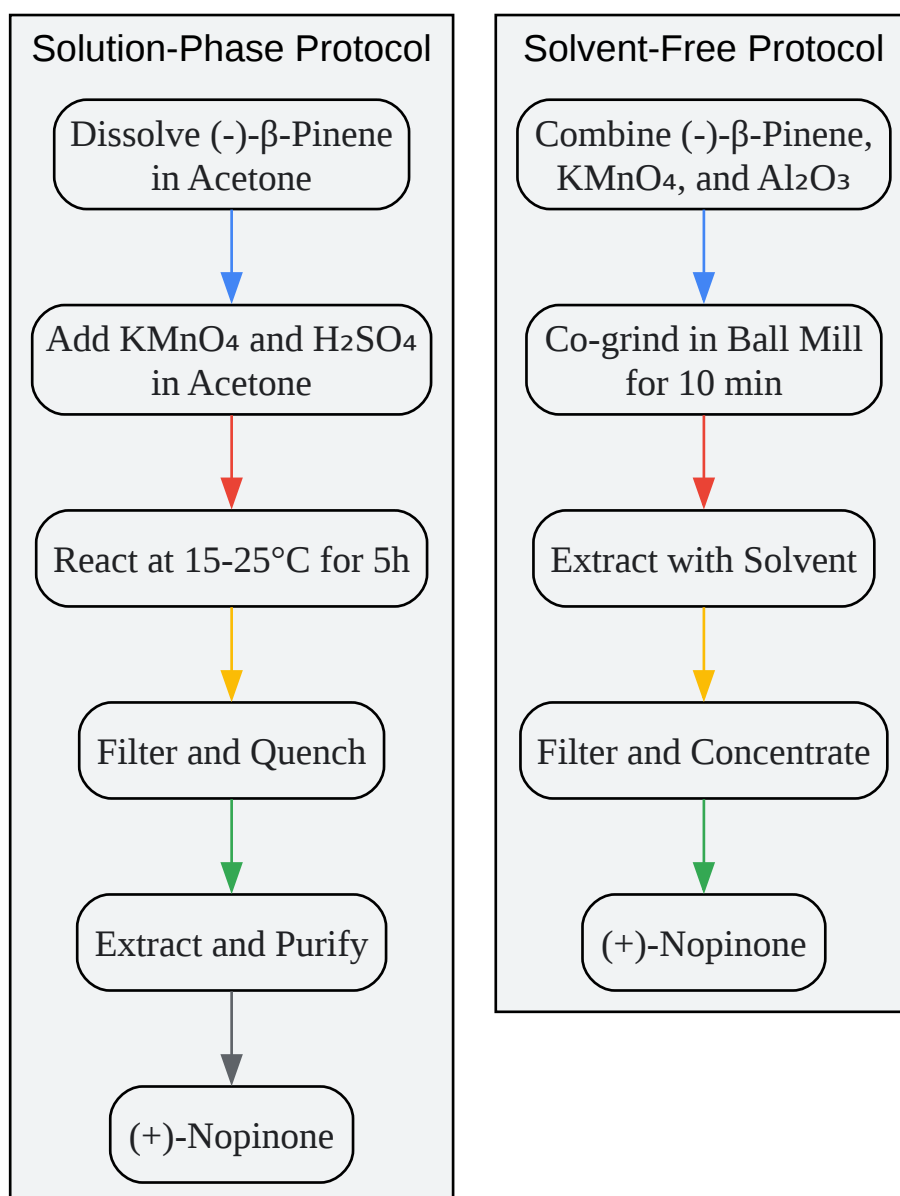 Solution-Phase Protocol
Dissolve (-)-β-Pinene
in Acetone
Add KMnO₄ and H₂SO₄
in Acetone
React at 15-25°C for 5h
Filter and Quench
Extract and Purify
(+)-Nopinone
Solvent-Free Protocol
Combine (-)-β-Pinene,
KMnO₄, and Al₂O₃
Co-grind in Ball Mill
for 10 min
Extract with Solvent
Filter and Concentrate
(+)-Nopinone